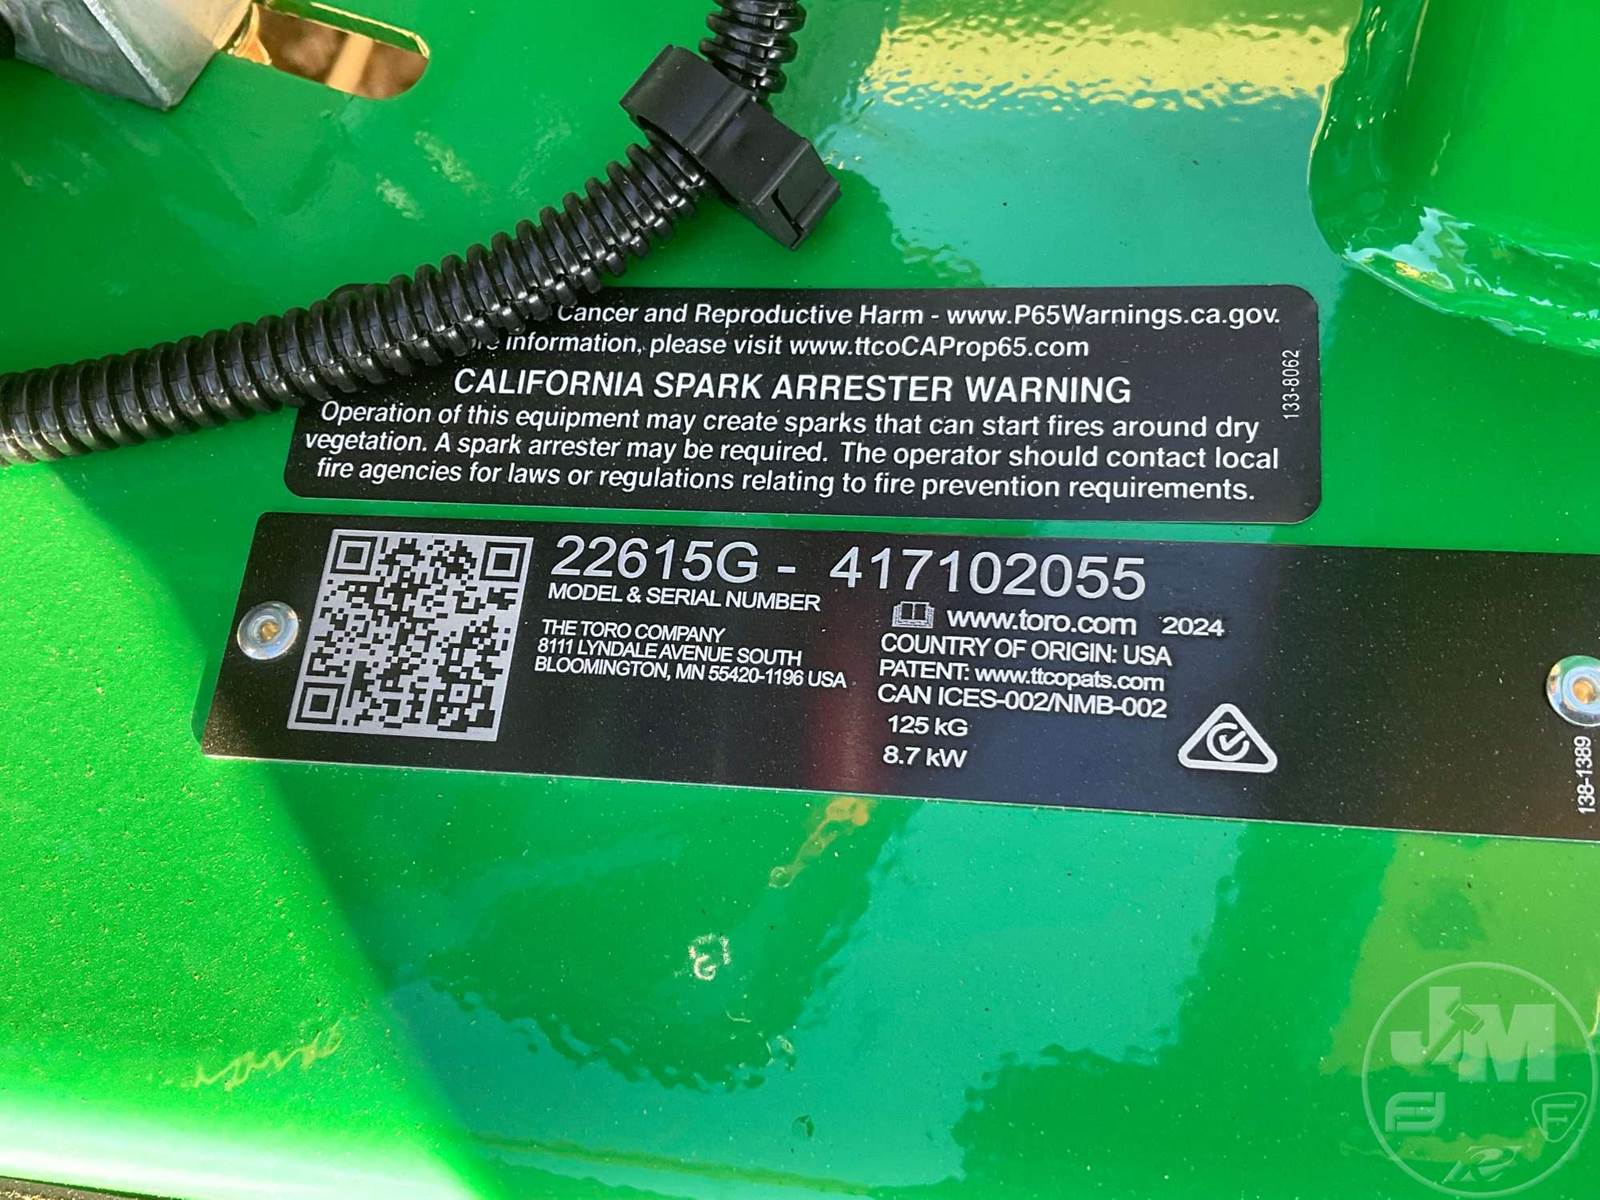 Cancer and Reproductive Harm - www.P65Warnings.ca.gov.
information, please visit www.ttcoCAProp65.com
CALIFORNIA SPARK ARRESTER WARNING
Operation of this equipment may create sparks that can start fires around dry
vegetation. A spark arrester may be required. The operator should contact local
fire agencies for laws or regulations relating to fire prevention requirements.
133-8062
22615G - 417102055
MODEL & SERIAL NUMBER
www.toro.com 2024
THE TORO COMPANY
8111 LYNDALE AVENUE SOUTH
BLOOMINGTON, MN 55420-1196 USA
COUNTRY OF ORIGIN: USA
PATENT: www.ttcopats.com
CAN ICES-002/NMB-002
125 kG
8.7 kW
138-1389
J&M